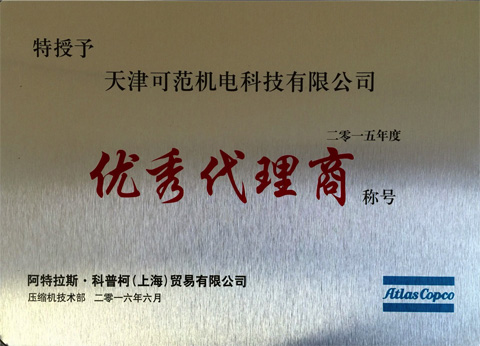 特授予
天津可范机电科技有限公司
二零一五年度
优秀代理商
称号
阿特拉斯·科普柯(上海)贸易有限公司
压缩机技术部 二零一六年六月
Atlas Copco